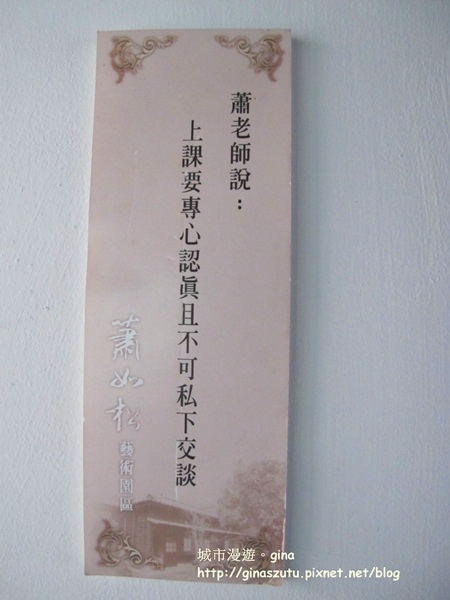 蕭老師說：
上課要專心認眞且不可私下交談
蕭如松
藝術園區
城市漫遊。gina
http://ginaszutu.pixnet.net/blog